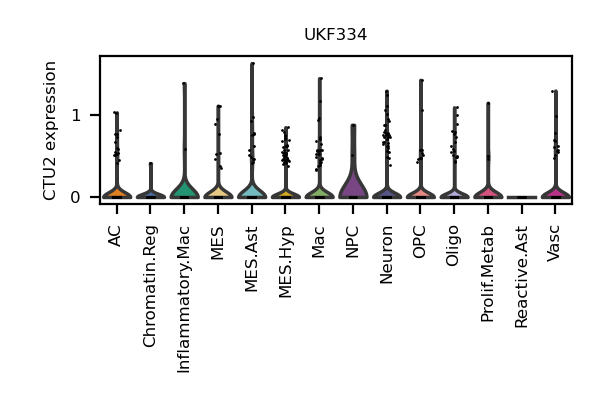 UKF334
CTU2 expression
1
0
AC
Chromatin.Reg
Inflammatory.Mac
MES
MES.Ast
MES.Hyp
Mac
NPC
Neuron
OPC
Oligo
Prolif.Metab
Reactive.Ast
Vasc